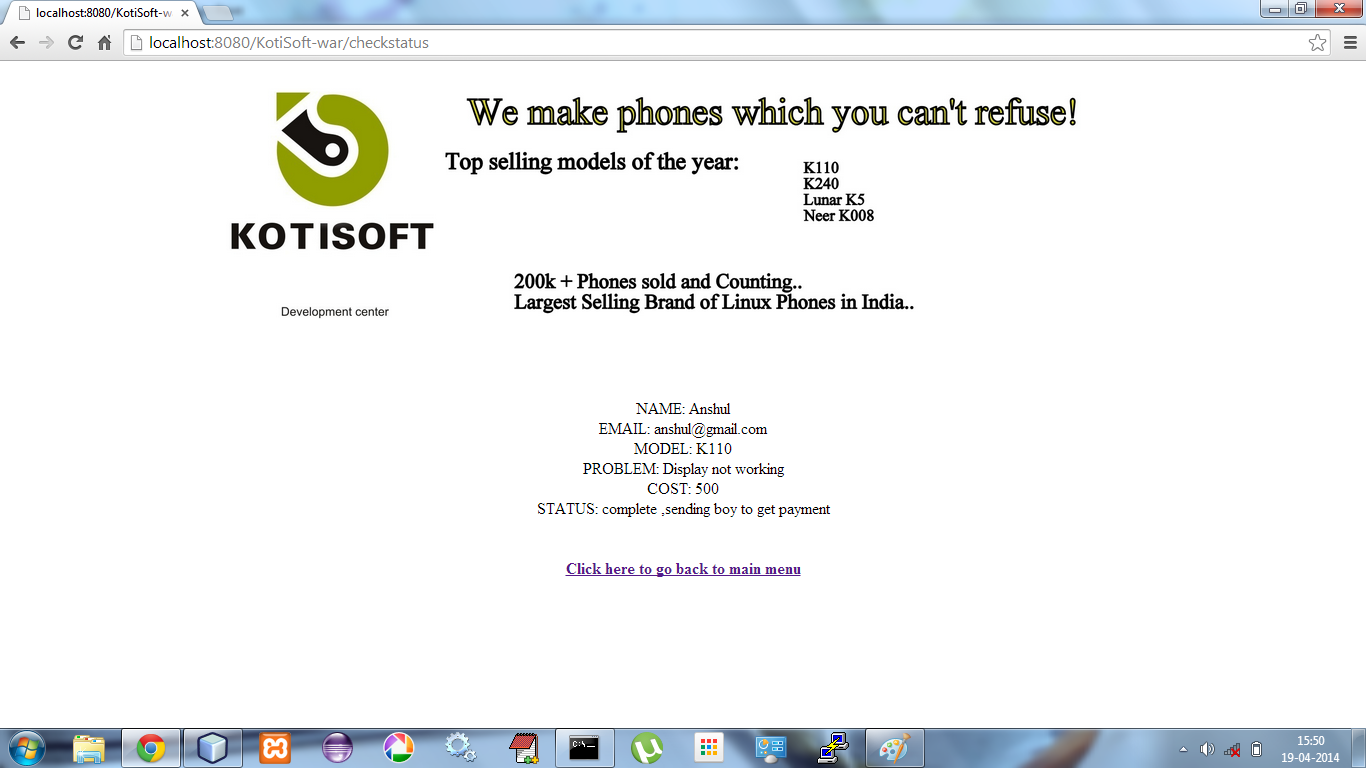 localhost:8080/KotiSoft-w
localhost:8080/KotiSoft-war/checkstatus
KOTISOFT
Development center
We make phones which you can't refuse!
Top selling models of the year:
K110
K240
Lunar K5
Neer K008
200k + Phones sold and Counting..
Largest Selling Brand of Linux Phones in India..
NAME: Anshul
EMAIL: anshul@gmail.com
MODEL: K110
PROBLEM: Display not working
COST: 500
STATUS: complete ,sending boy to get payment
Click here to go back to main menu
15:50
19-04-2014